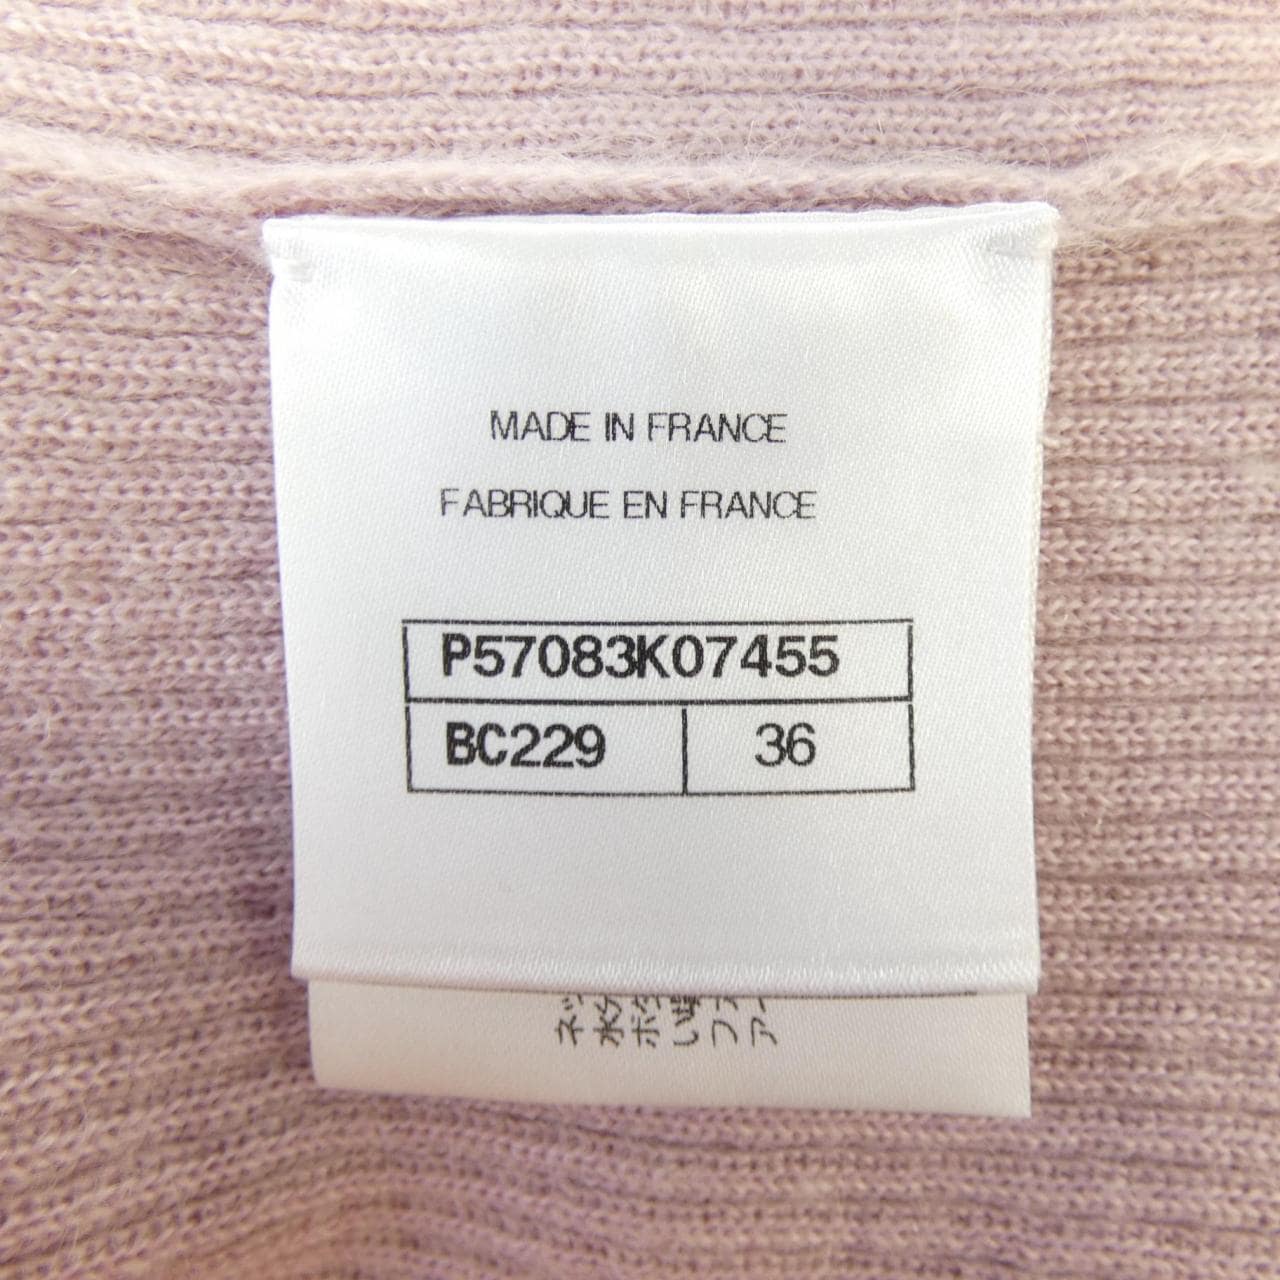 MADE IN FRANCE
FABRIQUE EN FRANCE
P57083K07455
BC229 36